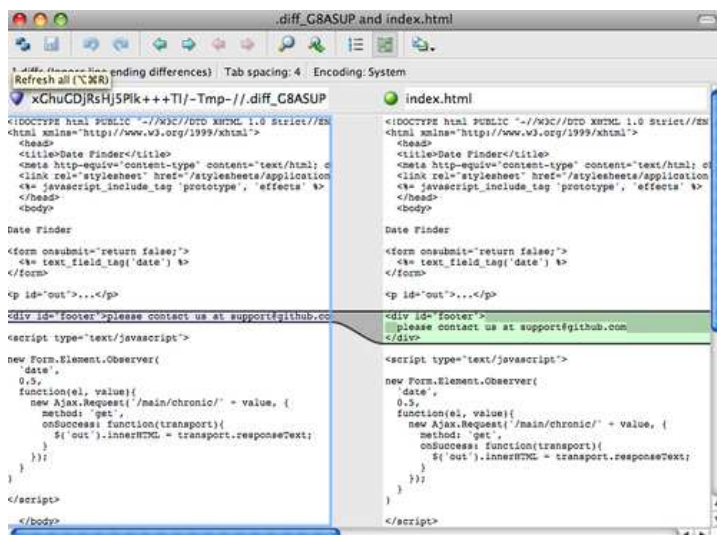 .diff_G8ASUP and index.html
1 diffs (Ignore line ending differences) Tab spacing: 4 Encoding: System
Refresh all (⌥⌘R)
.diff_G8ASUP
index.html
<!DOCTYPE html PUBLIC "-//W3C//DTD XHTML 1.0 Strict//EN
<html xmlns="http://www.w3.org/1999/xhtml">
<head>
<title>Date Finder</title>
<meta http-equiv="content-type" content="text/html; c
<link rel="stylesheet" href="/stylesheets/application
<%= javascript_include_tag 'prototype', 'effects' %>
</head>
<body>
Date Finder
<form onsubmit="return false;">
<%= text_field_tag('date') %>
</form>
<p id="out">...</p>
<div id="footer">please contact us at support@github.co
<script type="text/javascript">
new Form.Element.Observer(
'date',
0.5,
function(el, value){
new Ajax.Request('/main/chronic/' + value, {
method: 'get',
onSuccess: function(transport){
$('out').innerHTML = transport.responseText;
}
});
}
)
</script>
</body>
<!DOCTYPE html PUBLIC "-//W3C//DTD XHTML 1.0 Strict//EN
<html xmlns="http://www.w3.org/1999/xhtml">
<head>
<title>Date Finder</title>
<meta http-equiv="content-type" content="text/html; c
<link rel="stylesheet" href="/stylesheets/application
<%= javascript_include_tag 'prototype', 'effects' %>
</head>
<body>
Date Finder
<form onsubmit="return false;">
<%= text_field_tag('date') %>
</form>
<p id="out">...</p>
<div id="footer">
please contact us at support@github.com
</div>
<script type="text/javascript">
new Form.Element.Observer(
'date',
0.5,
function(el, value){
new Ajax.Request('/main/chronic/' + value, {
method: 'get',
onSuccess: function(transport){
$('out').innerHTML = transport.responseText;
}
});
}
)
</script>